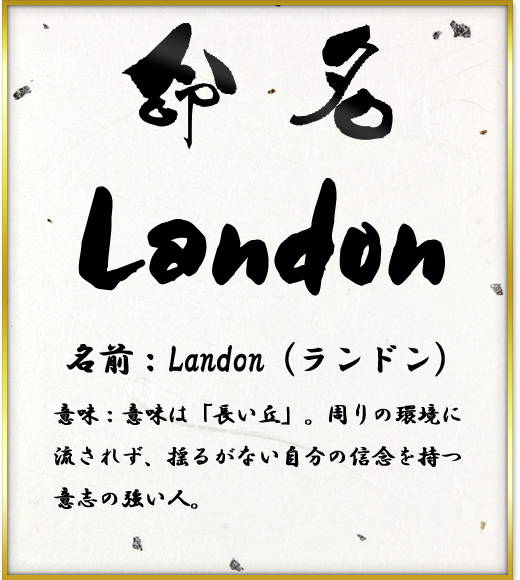 命名
Landon
名前：Landon（ランドン）
意味：意味は「長い丘」。周りの環境に
流されず、揺るがない自分の信念を持つ
意志の強い人。